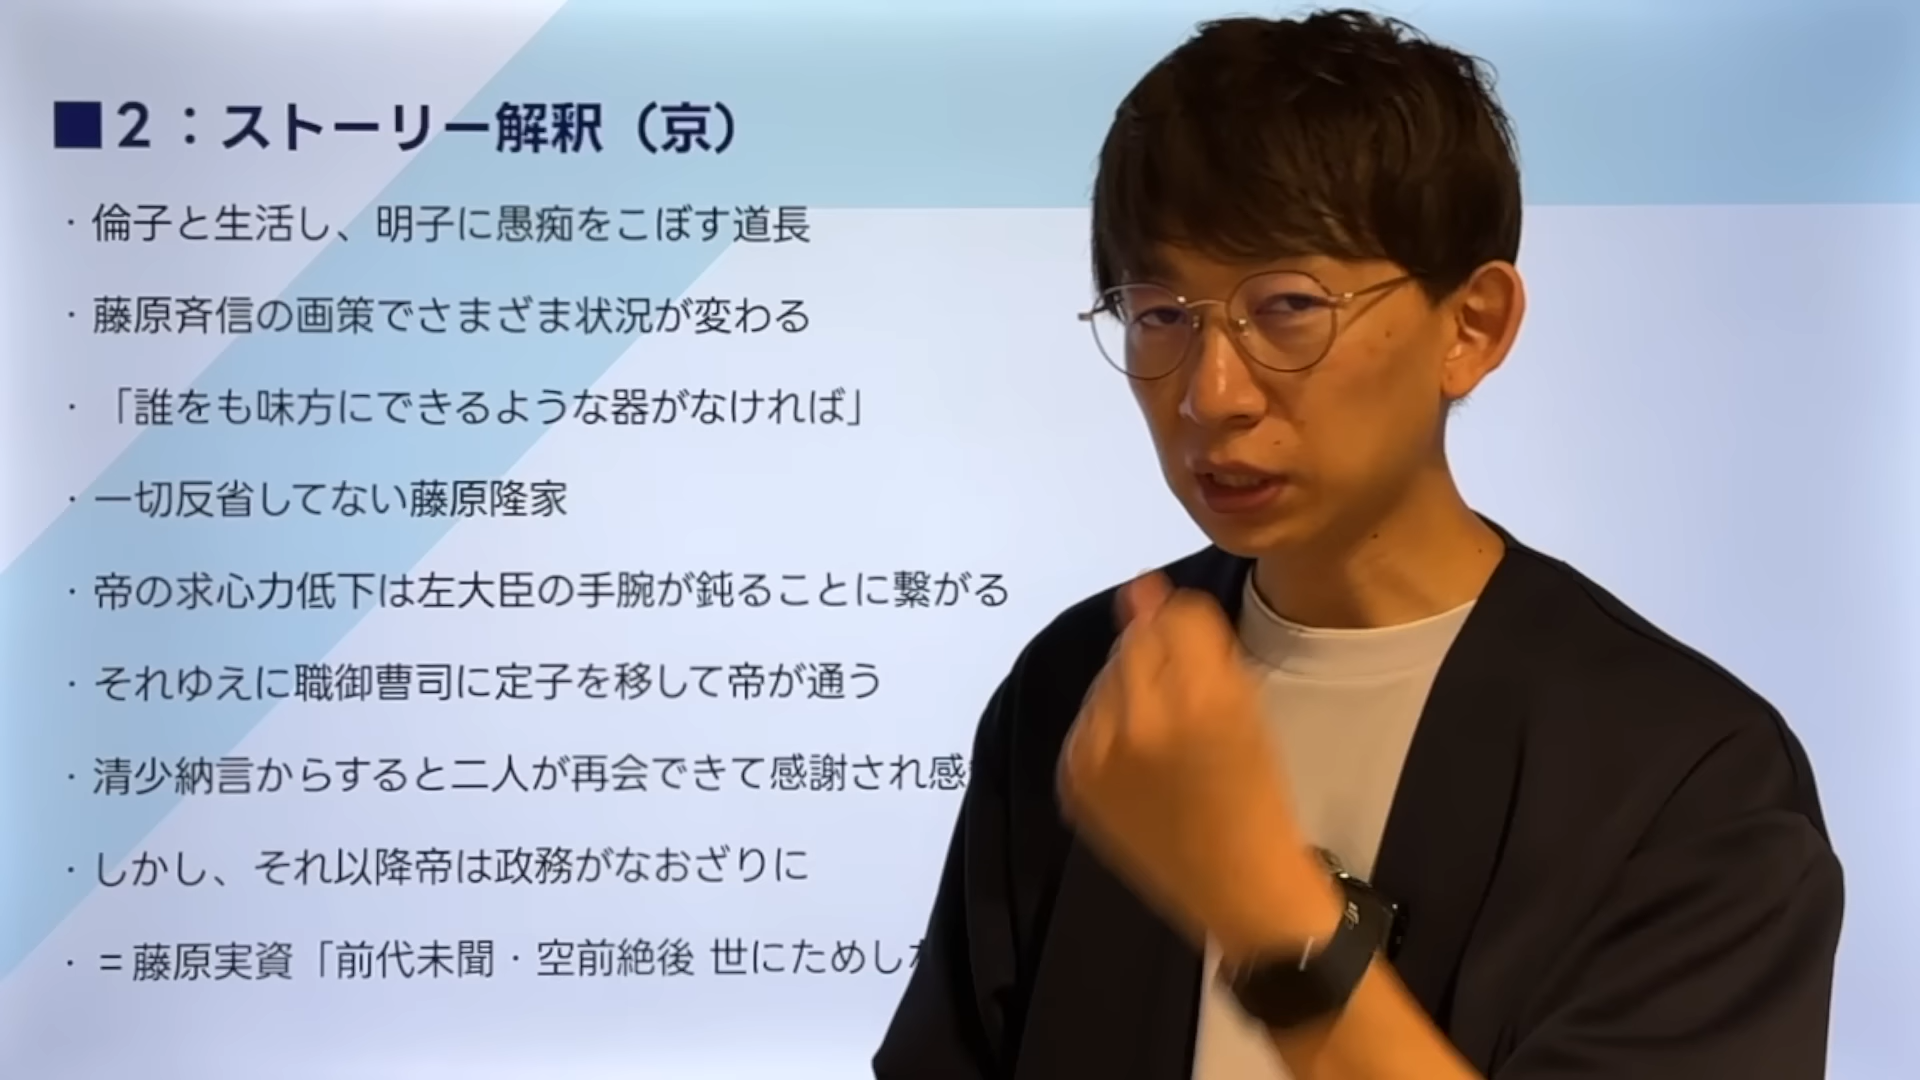 ■2：ストーリー解釈（京）
・倫子と生活し、明子に愚痴をこぼす道長
・藤原斉信の画策でさまざま状況が変わる
・「誰をも味方にできるような器がなければ」
・一切反省してない藤原隆家
・帝の求心力低下は左大臣の手腕が鈍ることに繋がる
・それゆえに職御曹司に定子を移して帝が通う
・清少納言からすると二人が再会できて感謝され感
・しかし、それ以降帝は政務がなおざりに
・＝藤原実資「前代未聞・空前絶後 世にためし